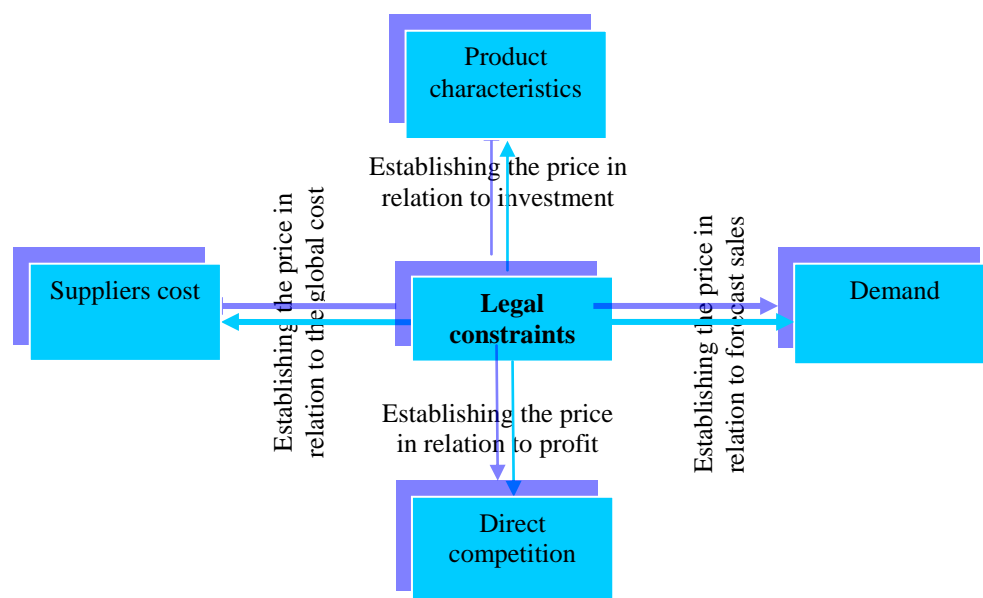 Product
characteristics
Establishing the price in
relation to investment
Establishing the price in
relation to the global cost
Suppliers cost
Legal
constraints
Establishing the price in
relation to forecast sales
Demand
Establishing the price
in relation to profit
Direct
competition